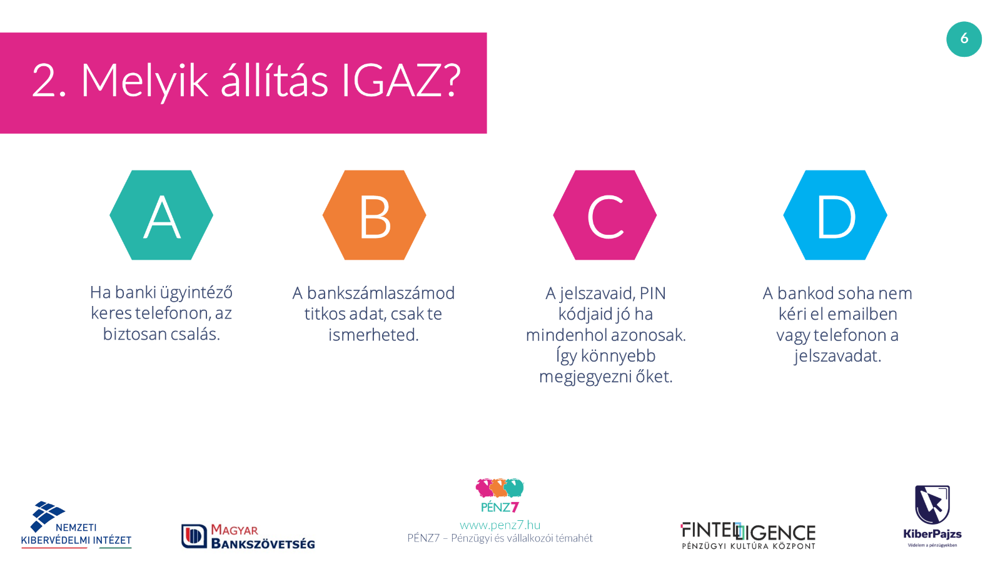 6
2. Melyik állítás IGAZ?
A
B
C
D
Ha banki ügyintéző
keres telefonon, az
biztosan csalás.
A bankszámlaszámod
titkos adat, csak te
ismerheted.
A jelszavaid, PIN
kódjaid jó ha
mindenhol azonosak.
Így könnyebb
megjegyezni őket.
A bankod soha nem
kéri el emailben
vagy telefonon a
jelszavadat.
NEMZETI
KIBERVÉDELMI INTÉZET
MAGYAR
BANKSZÖVETSÉG
PÉNZ7
www.penz7.hu
PÉNZ7 – Pénzügyi és vállalkozói témahét
FINTELLIGENCE
PÉNZÜGYI KULTÚRA KÖZPONT
KiberPajzs
Védelem a pénzügyekben